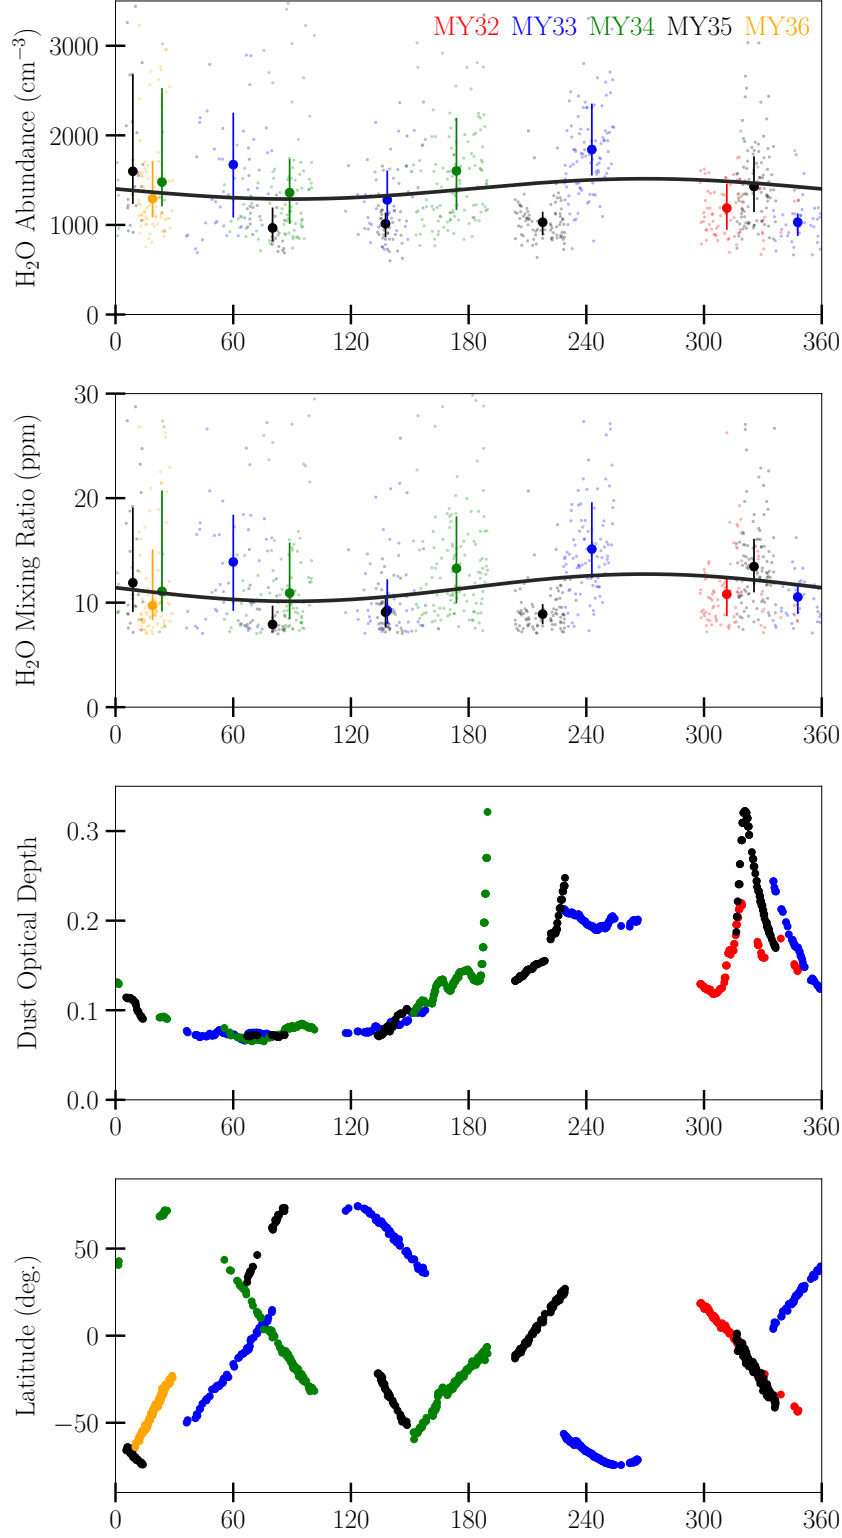 MY32 MY33 MY34 MY35 MY36
H₂O Abundance (cm⁻³)
3000
2000
1000
0
0 60 120 180 240 300 360
H₂O Mixing Ratio (ppm)
30
20
10
0
0 60 120 180 240 300 360
Dust Optical Depth
0.3
0.2
0.1
0.0
0 60 120 180 240 300 360
Latitude (deg.)
50
0
−50
0 60 120 180 240 300 360